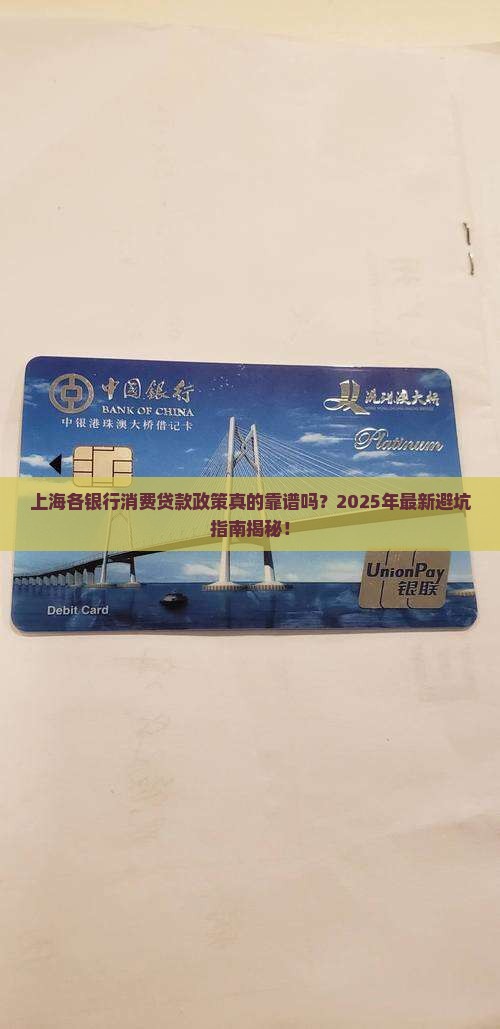 中国銀行
BANK OF CHINA
中银港珠澳大桥借记卡
港珠澳大桥
Platinum
上海各银行消费贷款政策真的靠谱吗？2025年最新避坑
指南揭秘！
UnionPay
银联
Debit Card